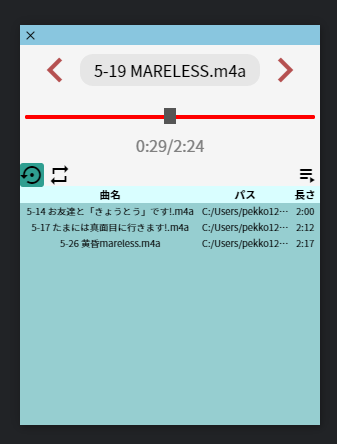 5-19 MARELESS.m4a
0:29/2:24
曲名 パス 長さ
5-14 お友達と「きょうとう」です!.m4a C:/Users/pekko12… 2:00
5-17 たまには真面目に行きます!.m4a C:/Users/pekko12… 2:12
5-26 黄昏mareless.m4a C:/Users/pekko12… 2:17